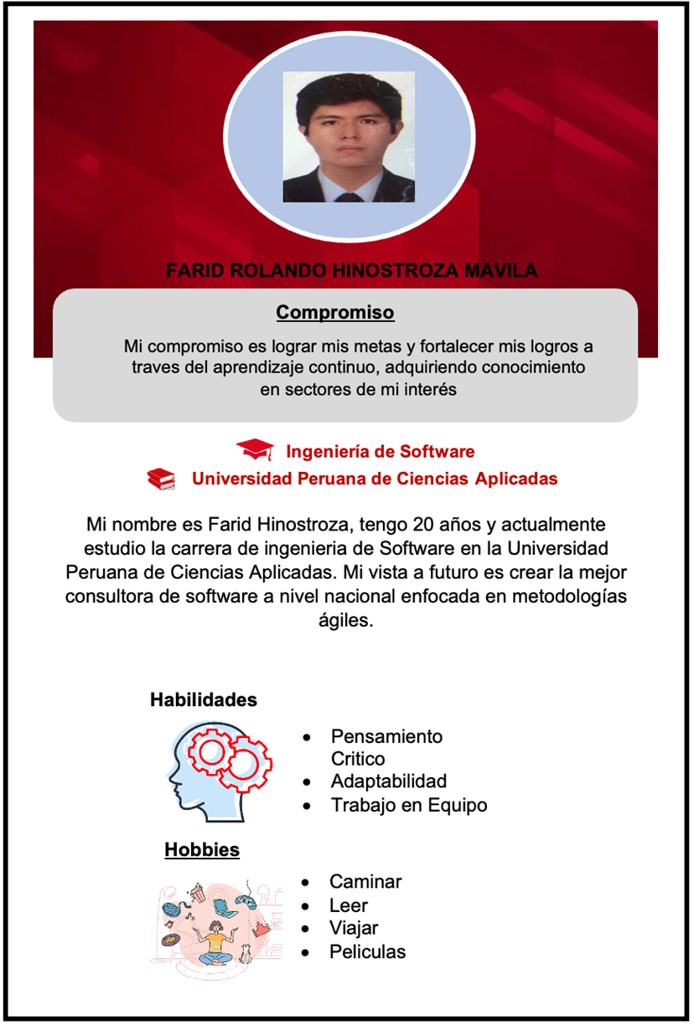 FARID ROLANDO HINOSTROZA MAVILA
Compromiso
Mi compromiso es lograr mis metas y fortalecer mis logros a
traves del aprendizaje continuo, adquiriendo conocimiento
en sectores de mi interés
Ingeniería de Software
Universidad Peruana de Ciencias Aplicadas
Mi nombre es Farid Hinostroza, tengo 20 años y actualmente
estudio la carrera de ingenieria de Software en la Universidad
Peruana de Ciencias Aplicadas. Mi vista a futuro es crear la mejor
consultora de software a nivel nacional enfocada en metodologías
ágiles.
Habilidades
• Pensamiento
Critico
• Adaptabilidad
• Trabajo en Equipo
Hobbies
• Caminar
• Leer
• Viajar
• Peliculas